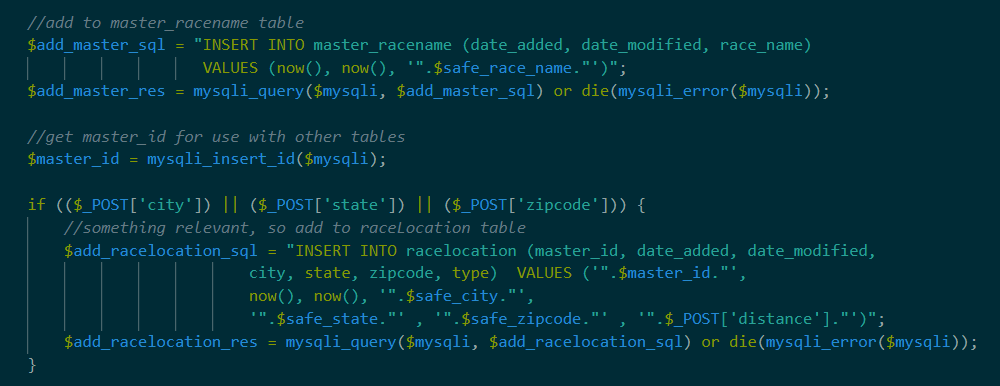 //add to master_racename table
$add_master_sql = "INSERT INTO master_racename (date_added, date_modified, race_name)
VALUES (now(), now(), '".$safe_race_name."')";
$add_master_res = mysqli_query($mysqli, $add_master_sql) or die(mysqli_error($mysqli));
//get master_id for use with other tables
$master_id = mysqli_insert_id($mysqli);
if (($_POST['city']) || ($_POST['state']) || ($_POST['zipcode'])) {
//something relevant, so add to raceLocation table
$add_racelocation_sql = "INSERT INTO racelocation (master_id, date_added, date_modified,
city, state, zipcode, type)  VALUES ('".$master_id."',
now(), now(), '".$safe_city."',
'".$safe_state."' , '".$safe_zipcode."' , '".$_POST['distance']."')";
$add_racelocation_res = mysqli_query($mysqli, $add_racelocation_sql) or die(mysqli_error($mysqli));
}